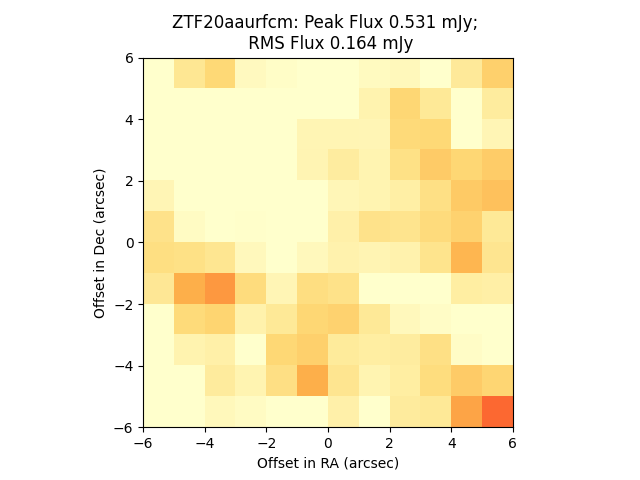 ZTF20aaurfcm: Peak Flux 0.531 mJy;
RMS Flux 0.164 mJy
6
4
2
0
−2
−4
−6
Offset in Dec (arcsec)
−6 −4 −2 0 2 4 6
Offset in RA (arcsec)